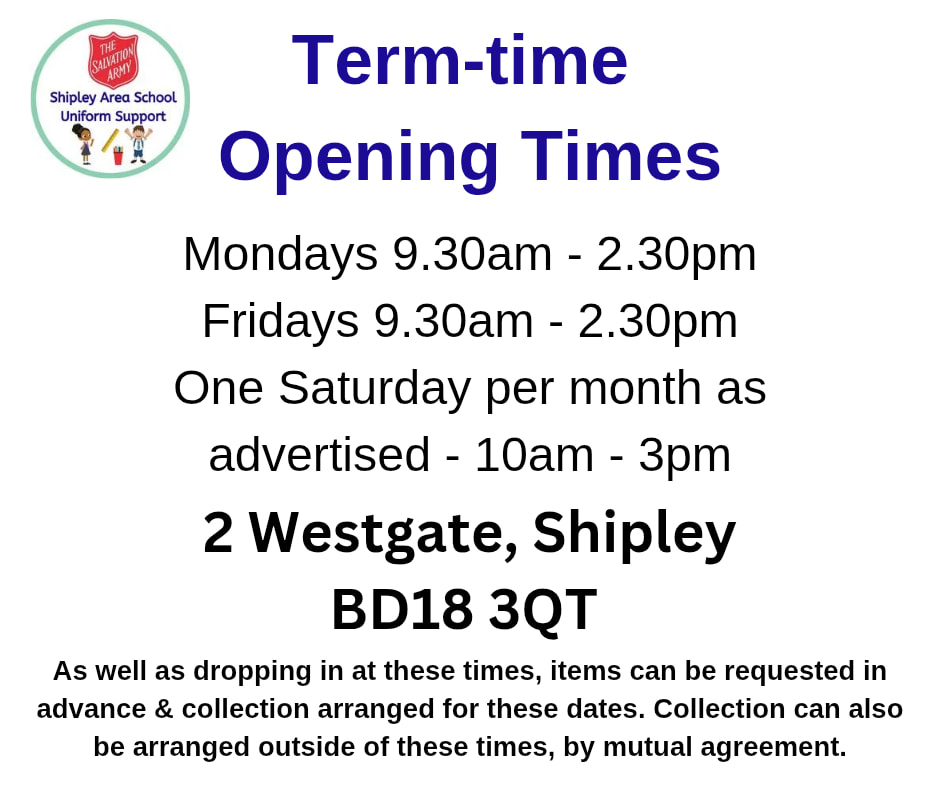 THE
SALVATION
ARMY
Shipley Area School
Uniform Support
Term-time
Opening Times
Mondays 9.30am - 2.30pm
Fridays 9.30am - 2.30pm
One Saturday per month as
advertised - 10am - 3pm
2 Westgate, Shipley
BD18 3QT
As well as dropping in at these times, items can be requested in
advance & collection arranged for these dates. Collection can also
be arranged outside of these times, by mutual agreement.